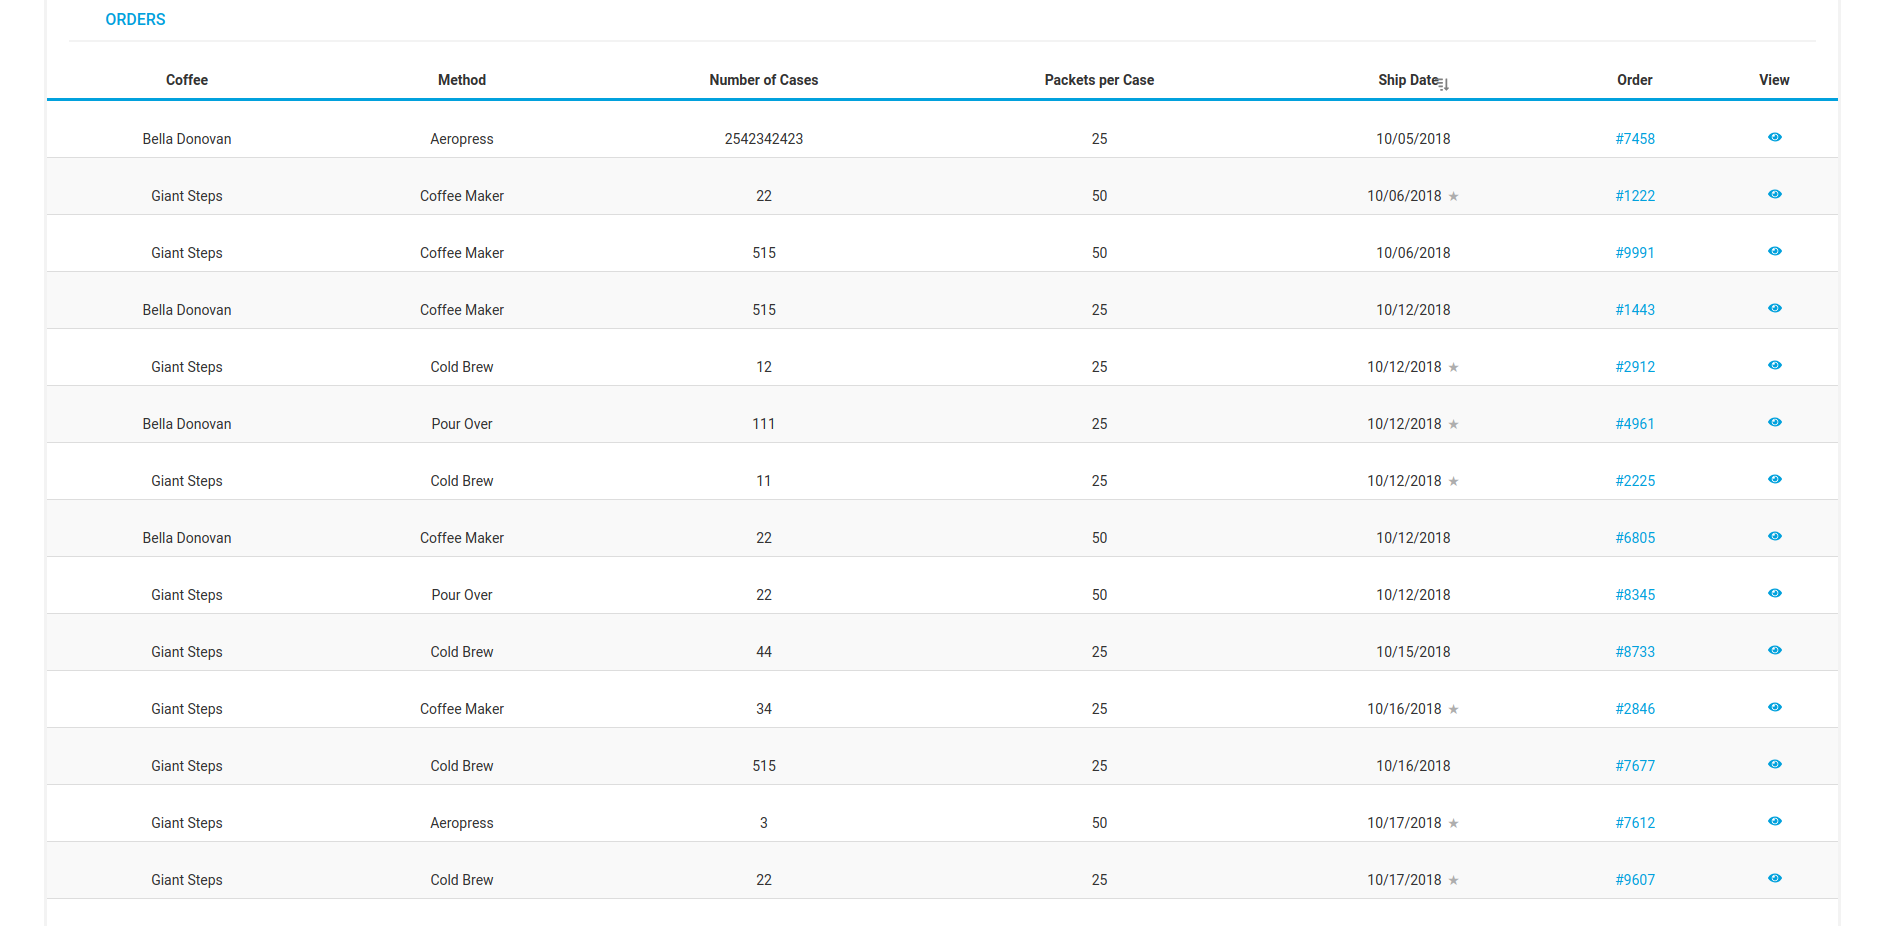 ORDERS
Coffee Method Number of Cases Packets per Case Ship Date Order View
Bella Donovan Aeropress 2542342423 25 10/05/2018 #7458
Giant Steps Coffee Maker 22 50 10/06/2018 ★ #1222
Giant Steps Coffee Maker 515 50 10/06/2018 #9991
Bella Donovan Coffee Maker 515 25 10/12/2018 #1443
Giant Steps Cold Brew 12 25 10/12/2018 ★ #2912
Bella Donovan Pour Over 111 25 10/12/2018 ★ #4961
Giant Steps Cold Brew 11 25 10/12/2018 ★ #2225
Bella Donovan Coffee Maker 22 50 10/12/2018 #6805
Giant Steps Pour Over 22 50 10/12/2018 #8345
Giant Steps Cold Brew 44 25 10/15/2018 #8733
Giant Steps Coffee Maker 34 25 10/16/2018 ★ #2846
Giant Steps Cold Brew 515 25 10/16/2018 #7677
Giant Steps Aeropress 3 50 10/17/2018 ★ #7612
Giant Steps Cold Brew 22 25 10/17/2018 ★ #9607